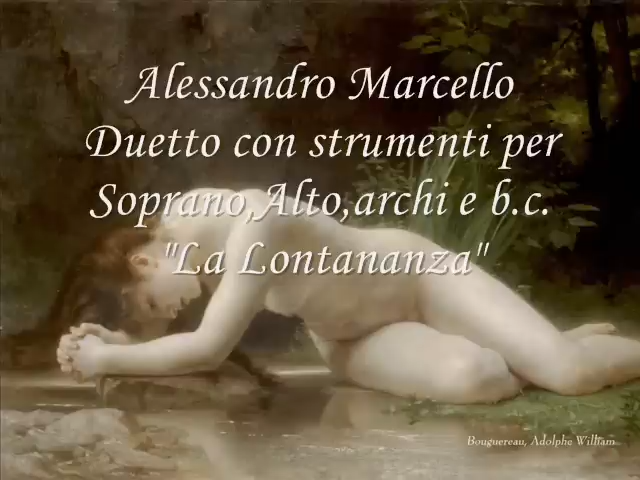 Alessandro Marcello
Duetto con strumenti per
Soprano,Alto,archi e b.c.
"La Lontananza"
Bouguereau, Adolphe William